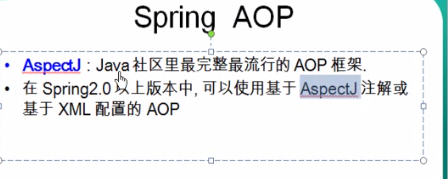 Spring AOP
• AspectJ：Java 社区里最完整最流行的 AOP 框架.
• 在 Spring2.0 以上版本中, 可以使用基于 AspectJ 注解或
基于 XML 配置的 AOP